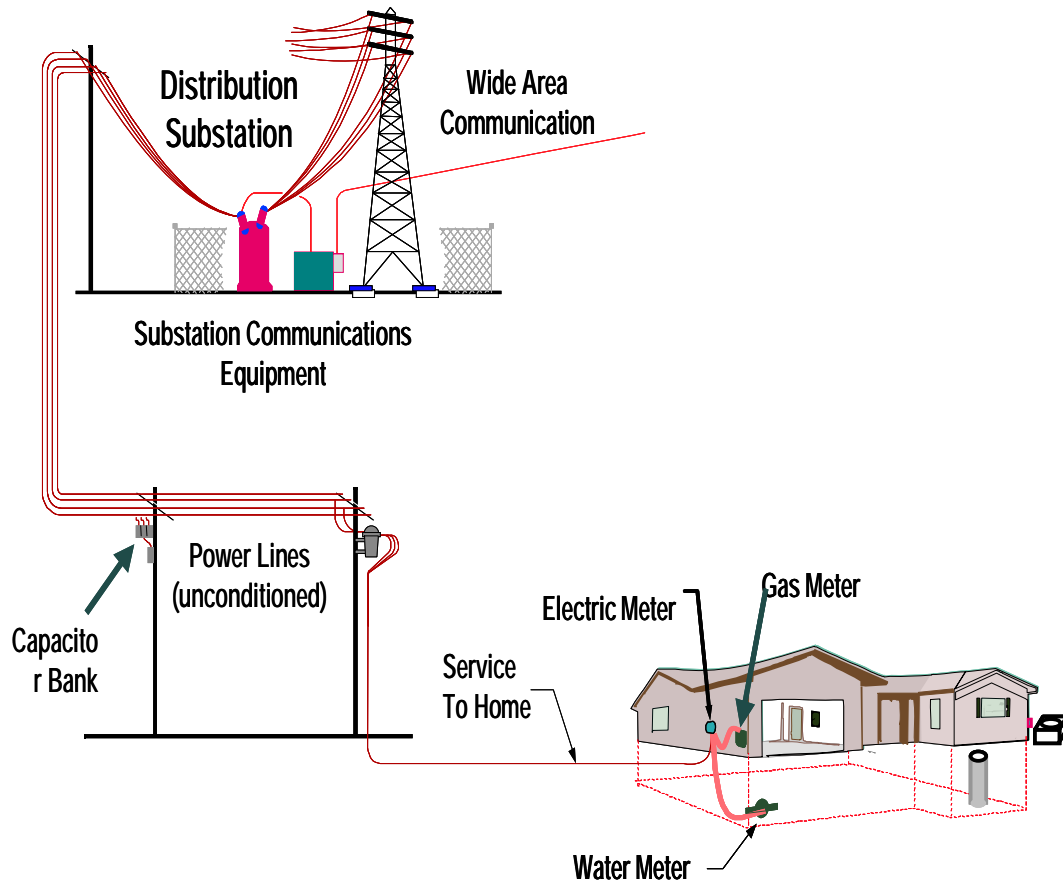 Distribution
Substation
Wide Area
Communication
Substation Communications
Equipment
Power Lines
(unconditioned)
Capacito
r Bank
Electric Meter
Gas Meter
Service
To Home
Water Meter